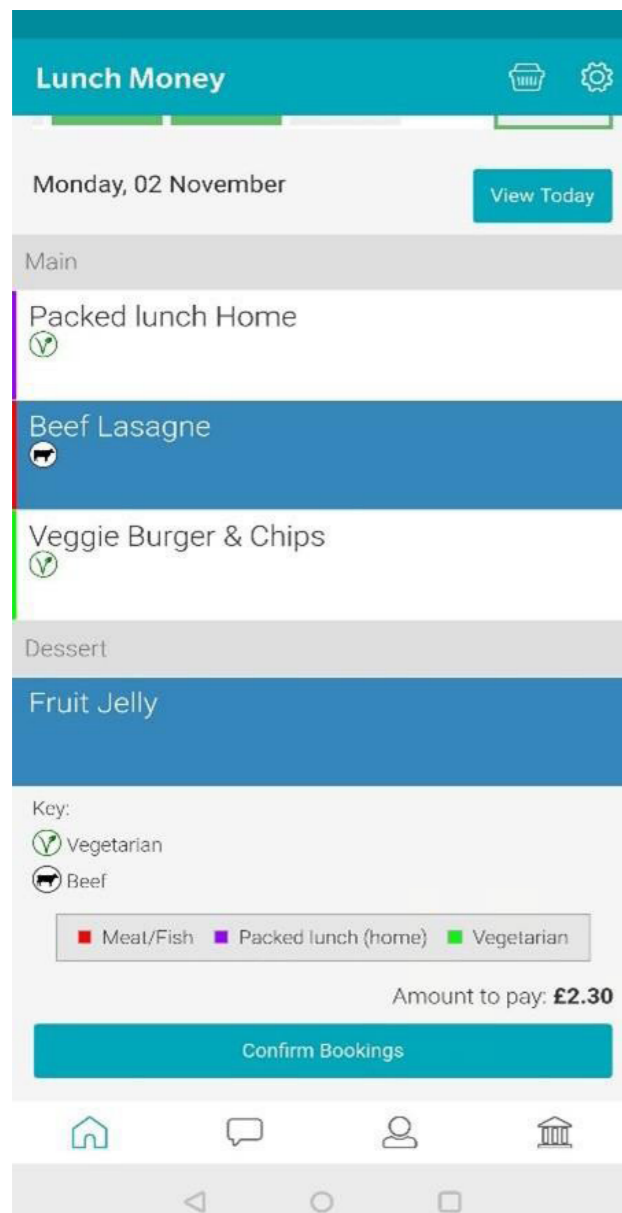 Lunch Money
Monday, 02 November
View Today
Main
Packed lunch Home
Beef Lasagne
Veggie Burger & Chips
Dessert
Fruit Jelly
Key:
Vegetarian
Beef
Meat/Fish Packed lunch (home) Vegetarian
Amount to pay: £2.30
Confirm Bookings